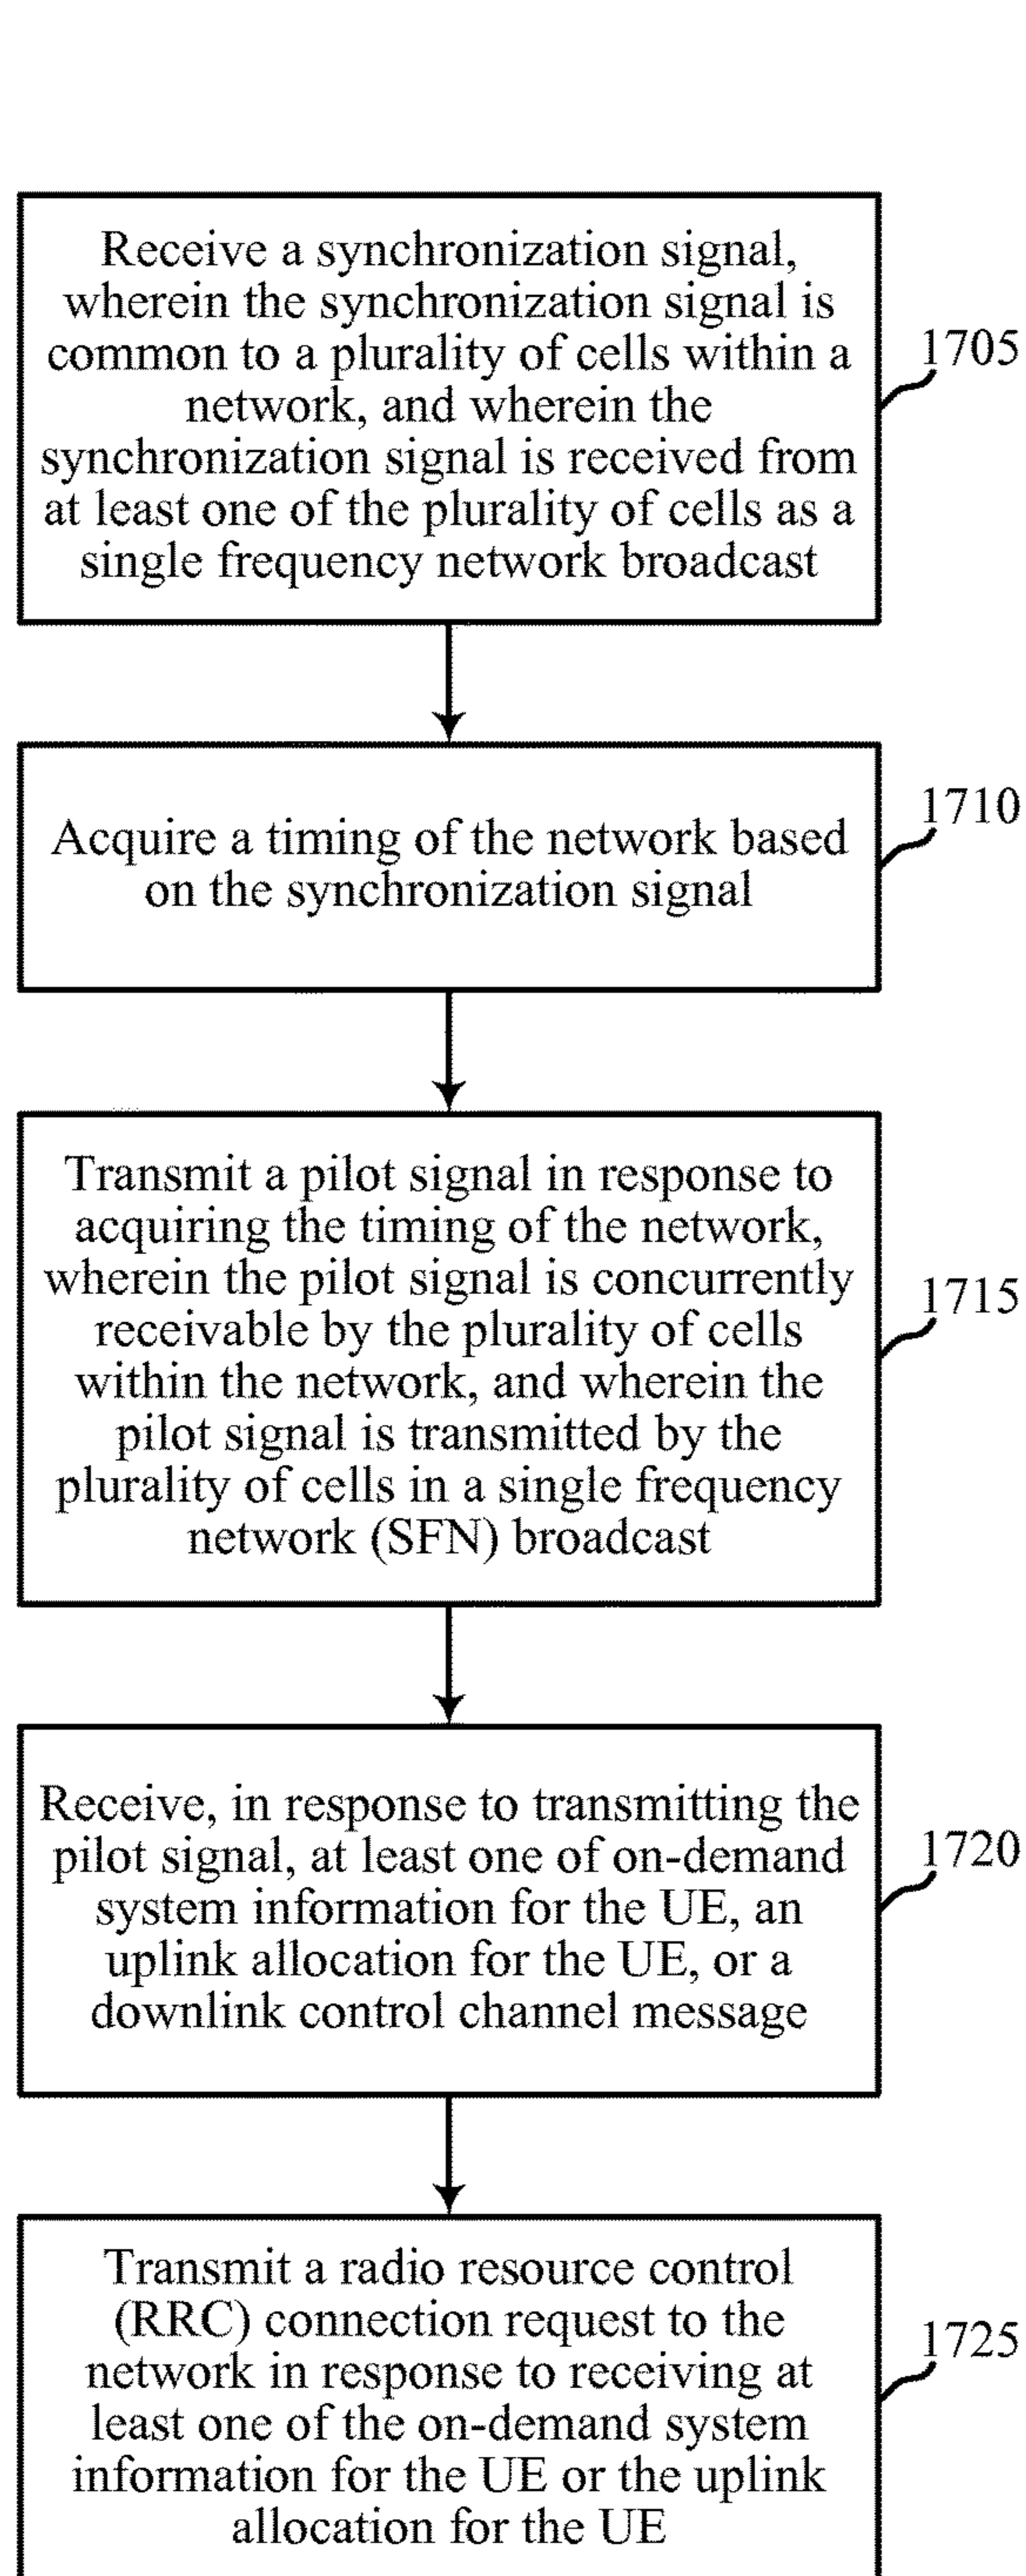 Receive a synchronization signal,
wherein the synchronization signal is
common to a plurality of cells within a
network, and wherein the
synchronization signal is received from
at least one of the plurality of cells as a
single frequency network broadcast
1705
Acquire a timing of the network based
on the synchronization signal
1710
Transmit a pilot signal in response to
acquiring the timing of the network,
wherein the pilot signal is concurrently
receivable by the plurality of cells
within the network, and wherein the
pilot signal is transmitted by the
plurality of cells in a single frequency
network (SFN) broadcast
1715
Receive, in response to transmitting the
pilot signal, at least one of on-demand
system information for the UE, an
uplink allocation for the UE, or a
downlink control channel message
1720
Transmit a radio resource control
(RRC) connection request to the
network in response to receiving at
least one of the on-demand system
information for the UE or the uplink
allocation for the UE
1725